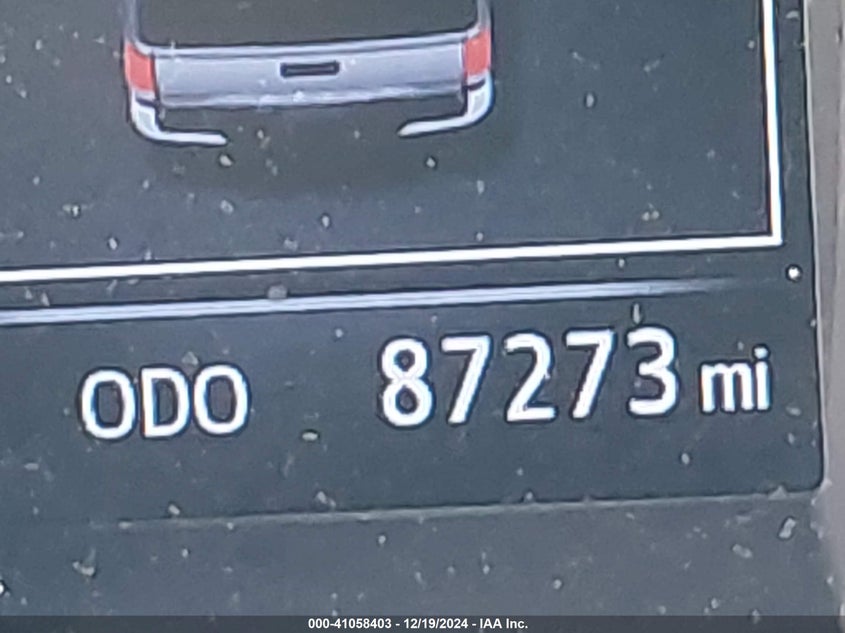 ODO 87273 mi
000-41058403 - 12/19/2024 - IAA Inc.